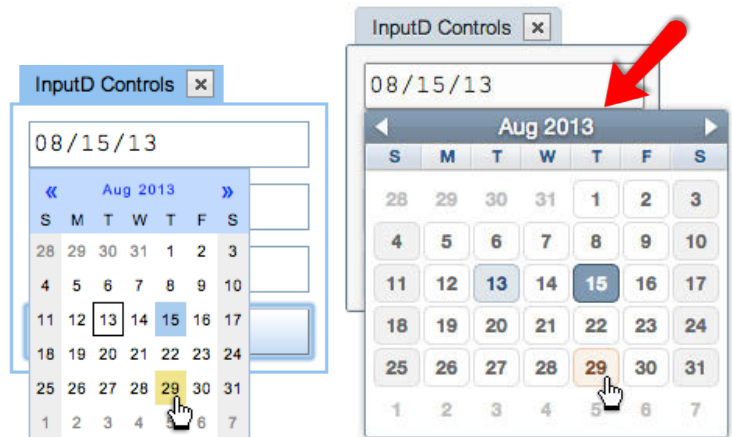 InputD Controls
08/15/13
« Aug 2013 »
S M T W T F S
28 29 30 31 1 2 3
4 5 6 7 8 9 10
11 12 13 14 15 16 17
18 19 20 21 22 23 24
25 26 27 28 29 30 31
1 2 3 4 5 6 7
InputD Controls
08/15/13
Aug 2013
S M T W T F S
28 29 30 31 1 2 3
4 5 6 7 8 9 10
11 12 13 14 15 16 17
18 19 20 21 22 23 24
25 26 27 28 29 30 31
1 2 3 4 5 6 7